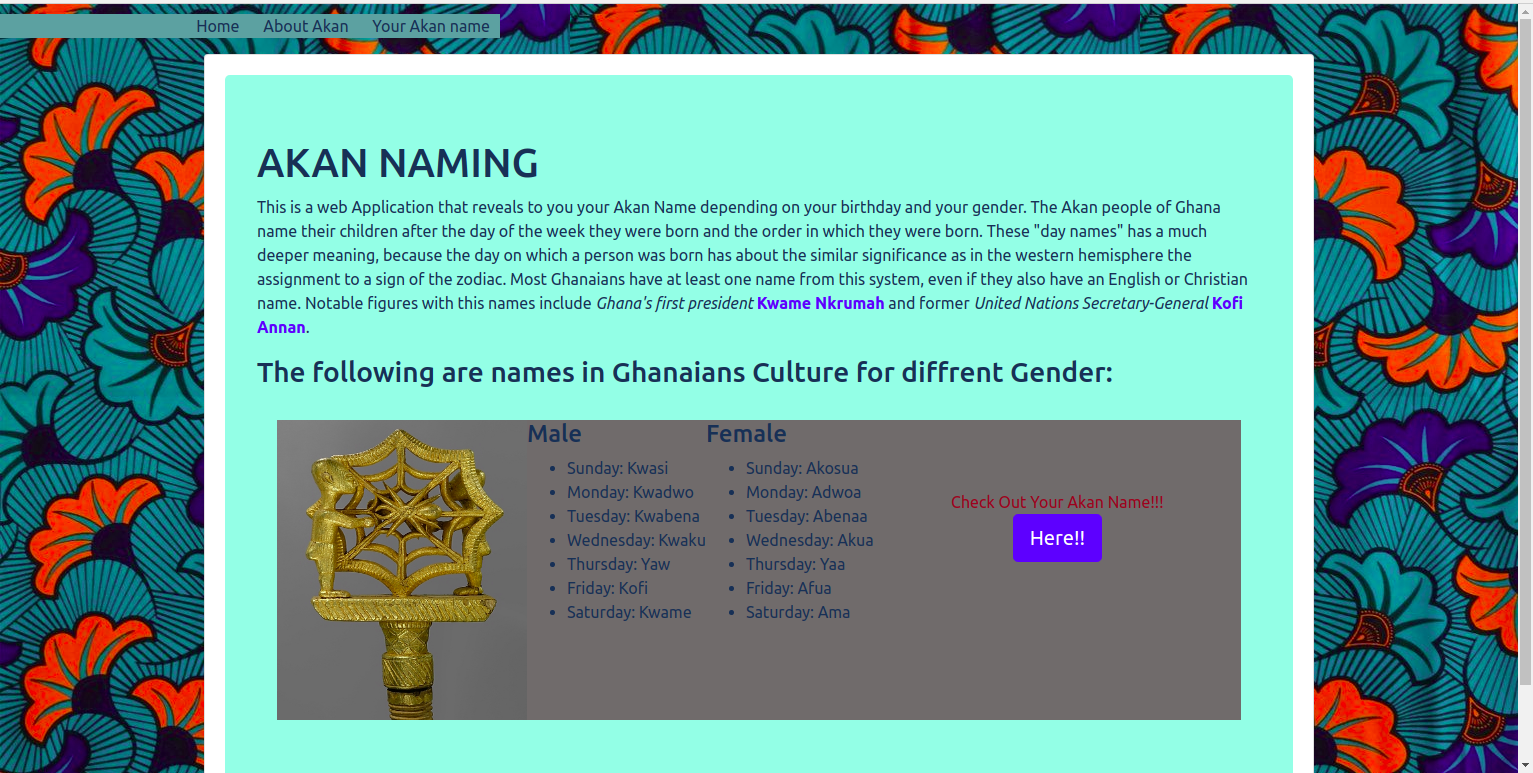 Home About Akan Your Akan name
AKAN NAMING
This is a web Application that reveals to you your Akan Name depending on your birthday and your gender. The Akan people of Ghana
name their children after the day of the week they were born and the order in which they were born. These "day names" has a much
deeper meaning, because the day on which a person was born has about the similar significance as in the western hemisphere the
assignment to a sign of the zodiac. Most Ghanaians have at least one name from this system, even if they also have an English or Christian
name. Notable figures with this names include Ghana's first president Kwame Nkrumah and former United Nations Secretary-General Kofi
Annan.
The following are names in Ghanaians Culture for diffrent Gender:
Male
• Sunday: Kwasi
• Monday: Kwadwo
• Tuesday: Kwabena
• Wednesday: Kwaku
• Thursday: Yaw
• Friday: Kofi
• Saturday: Kwame
Female
• Sunday: Akosua
• Monday: Adwoa
• Tuesday: Abenaa
• Wednesday: Akua
• Thursday: Yaa
• Friday: Afua
• Saturday: Ama
Check Out Your Akan Name!!!
Here!!